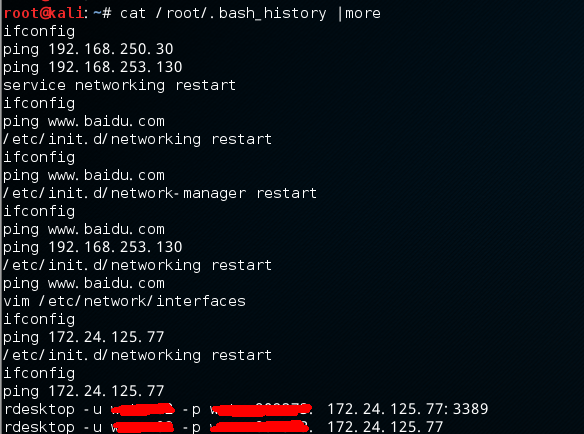 root@kali:~# cat /root/.bash_history |more
ifconfig
ping 192.168.250.30
ping 192.168.253.130
service networking restart
ifconfig
ping www.baidu.com
/etc/init.d/networking restart
ifconfig
ping www.baidu.com
/etc/init.d/network-manager restart
ifconfig
ping www.baidu.com
ping 192.168.253.130
/etc/init.d/networking restart
ping www.baidu.com
vim /etc/network/interfaces
ifconfig
ping 172.24.125.77
/etc/init.d/networking restart
ifconfig
ping 172.24.125.77
rdesktop -u -p 172.24.125.77:3389
rdesktop -u -p 172.24.125.77